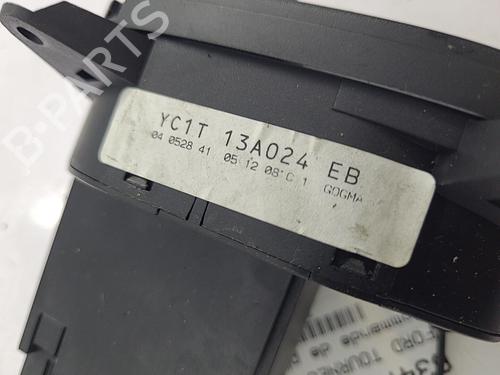 B-PARTS
YC1T 13A024 EB
04 0528 41 05 12 08 C 1 GOGMA
FORD TOURNEO